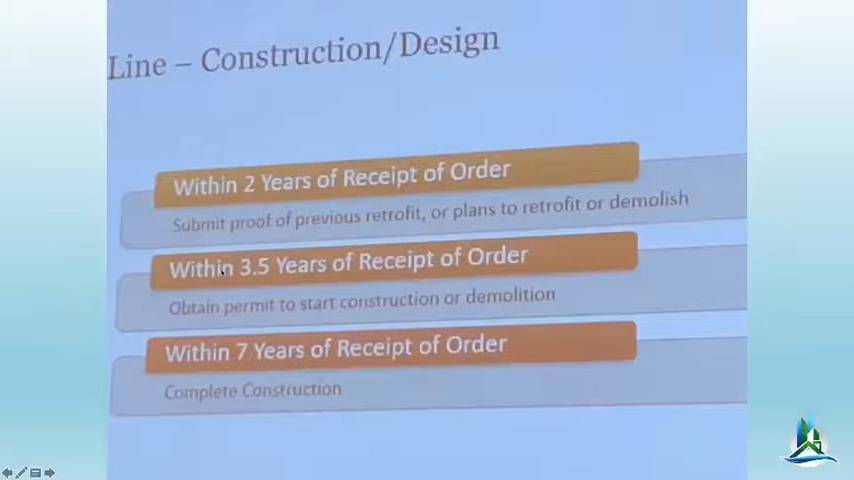 Line – Construction/Design
Within 2 Years of Receipt of Order
Submit proof of previous retrofit, or plans to retrofit or demolish
Within 3.5 Years of Receipt of Order
Obtain permit to start construction or demolition
Within 7 Years of Receipt of Order
Complete Construction